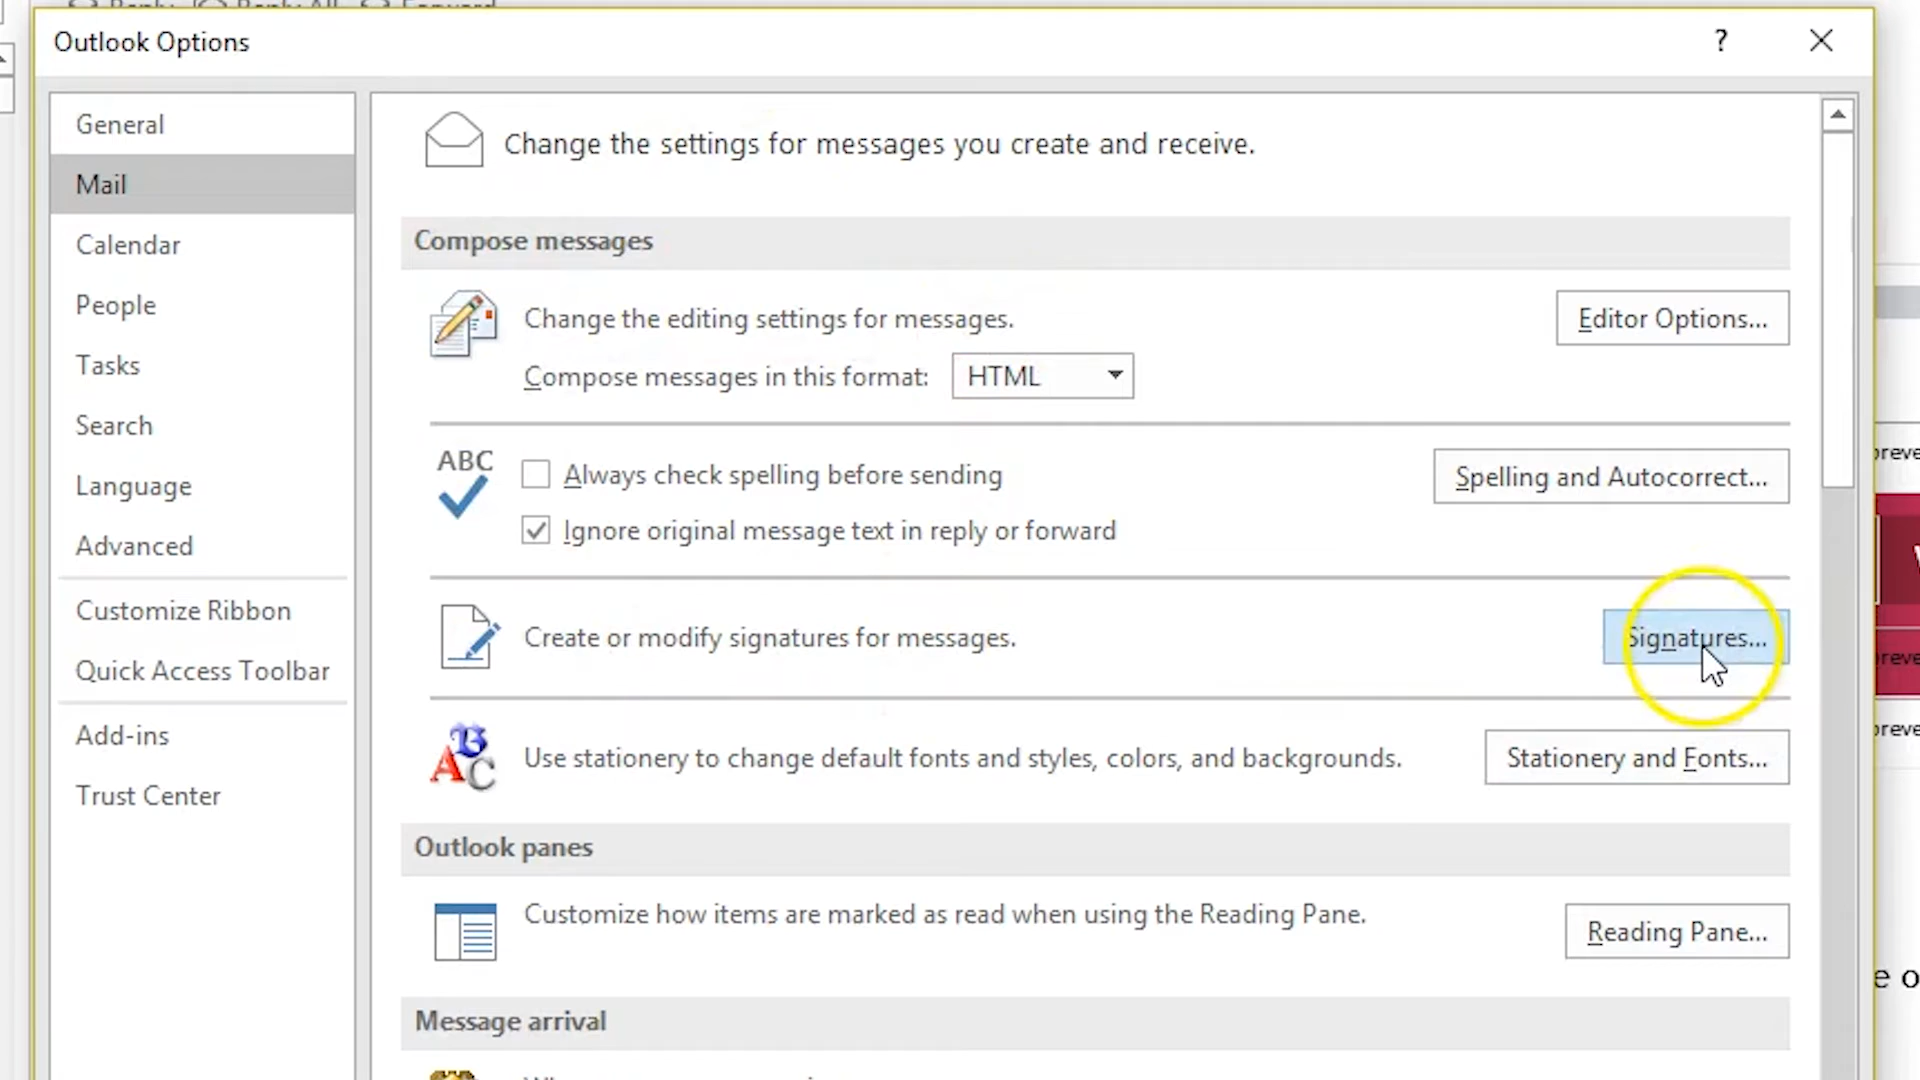 Reply Reply All Forward
Outlook Options
?
General
Mail
Calendar
People
Tasks
Search
Language
Advanced
Customize Ribbon
Quick Access Toolbar
Add-ins
Trust Center
Change the settings for messages you create and receive.
Compose messages
Change the editing settings for messages.
Editor Options...
Compose messages in this format: HTML
ABC
Always check spelling before sending
Spelling and Autocorrect...
Ignore original message text in reply or forward
Create or modify signatures for messages.
Signatures...
ABC
Use stationery to change default fonts and styles, colors, and backgrounds.
Stationery and Fonts...
Outlook panes
Customize how items are marked as read when using the Reading Pane.
Reading Pane...
Message arrival